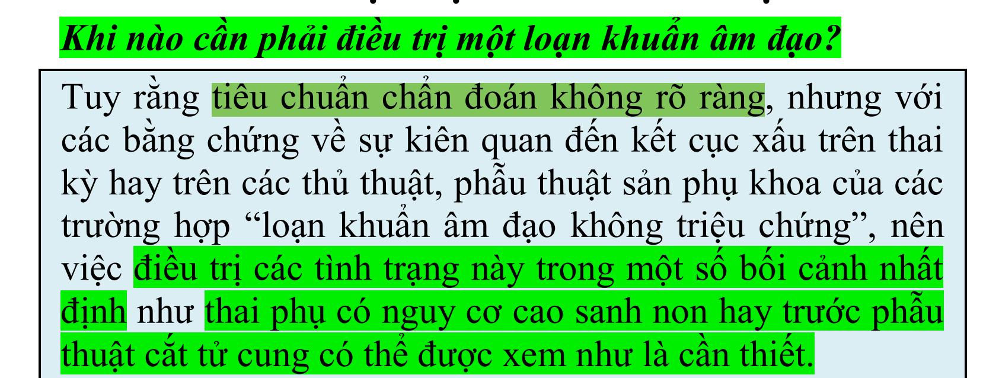 Khi nào cần phải điều trị một loạn khuẩn âm đạo?
Tuy rằng tiêu chuẩn chẩn đoán không rõ ràng, nhưng với
các bằng chứng về sự kiên quan đến kết cục xấu trên thai
kỳ hay trên các thủ thuật, phẫu thuật sản phụ khoa của các
trường hợp “loạn khuẩn âm đạo không triệu chứng”, nên
việc điều trị các tình trạng này trong một số bối cảnh nhất
định như thai phụ có nguy cơ cao sanh non hay trước phẫu
thuật cắt tử cung có thể được xem như là cần thiết.